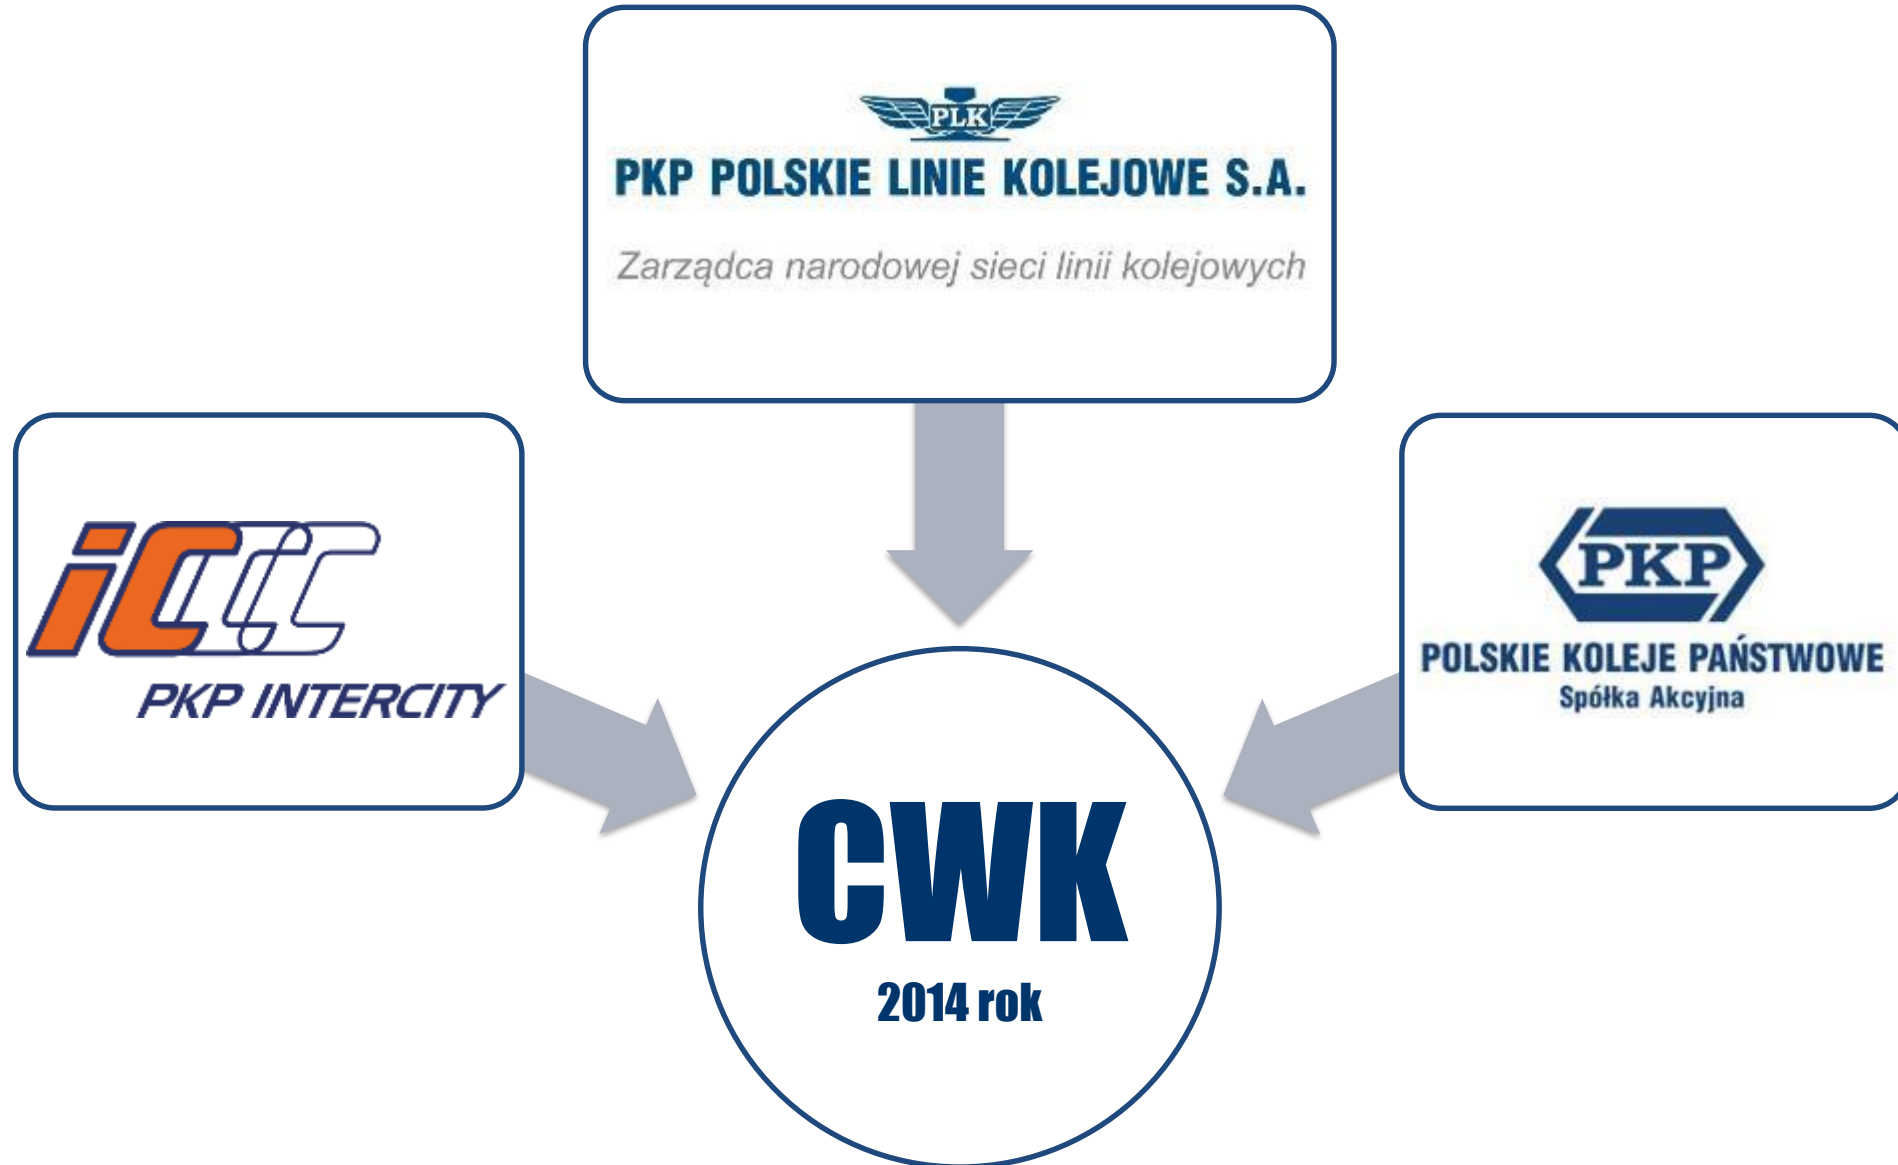 PLK
PKP POLSKIE LINIE KOLEJOWE S.A.
Zarządca narodowej sieci linii kolejowych
iCCC
PKP INTERCITY
PKP
POLSKIE KOLEJE PAŃSTWOWE
Spółka Akcyjna
CWK
2014 rok